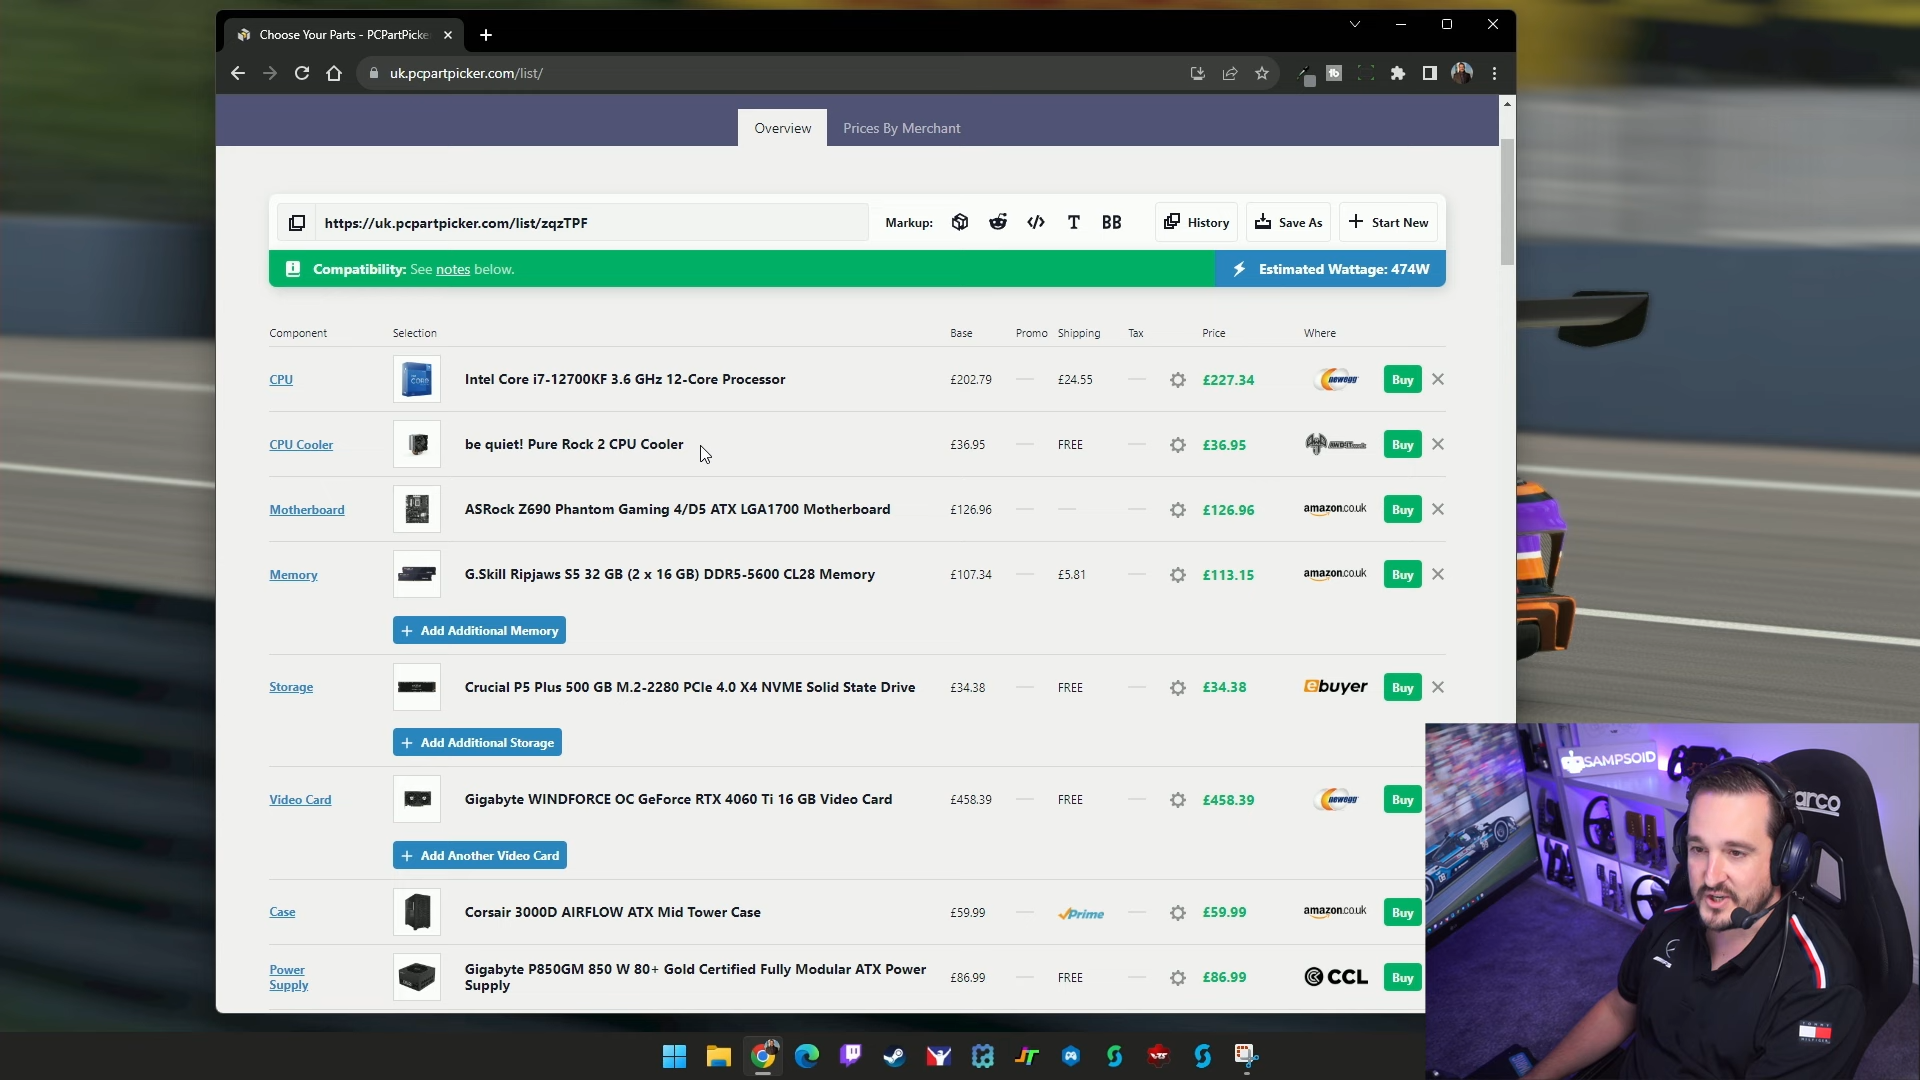 Choose Your Parts - PCPartPicke
uk.pcpartpicker.com/list/
Overview
Prices By Merchant
https://uk.pcpartpicker.com/list/zqzTPF
Markup:
T
BB
History
Save As
Start New
Compatibility: See notes below.
Estimated Wattage: 474W
Component Selection Base Promo Shipping Tax Price Where
CPU Intel Core i7-12700KF 3.6 GHz 12-Core Processor £202.79 £24.55 £227.34 newegg Buy
CPU Cooler be quiet! Pure Rock 2 CPU Cooler £36.95 FREE £36.95 Buy
Motherboard ASRock Z690 Phantom Gaming 4/D5 ATX LGA1700 Motherboard £126.96 £126.96 amazon.co.uk Buy
Memory G.Skill Ripjaws S5 32 GB (2 x 16 GB) DDR5-5600 CL28 Memory £107.34 £5.81 £113.15 amazon.co.uk Buy
+ Add Additional Memory
Storage Crucial P5 Plus 500 GB M.2-2280 PCIe 4.0 X4 NVME Solid State Drive £34.38 FREE £34.38 ebuyer Buy
+ Add Additional Storage
Video Card Gigabyte WINDFORCE OC GeForce RTX 4060 Ti 16 GB Video Card £458.39 FREE £458.39 newegg Buy
+ Add Another Video Card
Case Corsair 3000D AIRFLOW ATX Mid Tower Case £59.99 Prime £59.99 amazon.co.uk Buy
Power Supply Gigabyte P850GM 850 W 80+ Gold Certified Fully Modular ATX Power Supply £86.99 FREE £86.99 CCL Buy
SAMPSOID
arco